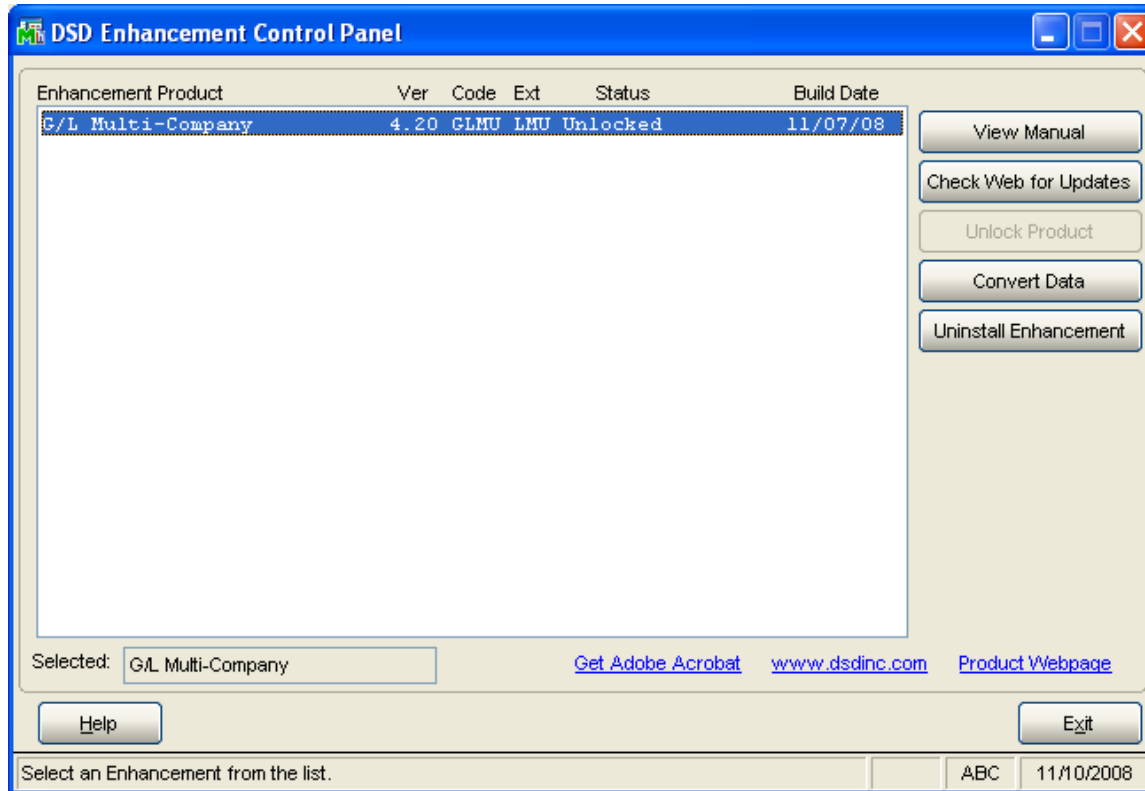 DSD Enhancement Control Panel
Enhancement Product Ver Code Ext Status Build Date
G/L Multi-Company 4.20 GLMU LMU Unlocked 11/07/08
View Manual
Check Web for Updates
Unlock Product
Convert Data
Uninstall Enhancement
Selected: G/L Multi-Company Get Adobe Acrobat www.dsdinc.com Product Webpage
Help Exit
Select an Enhancement from the list. ABC 11/10/2008